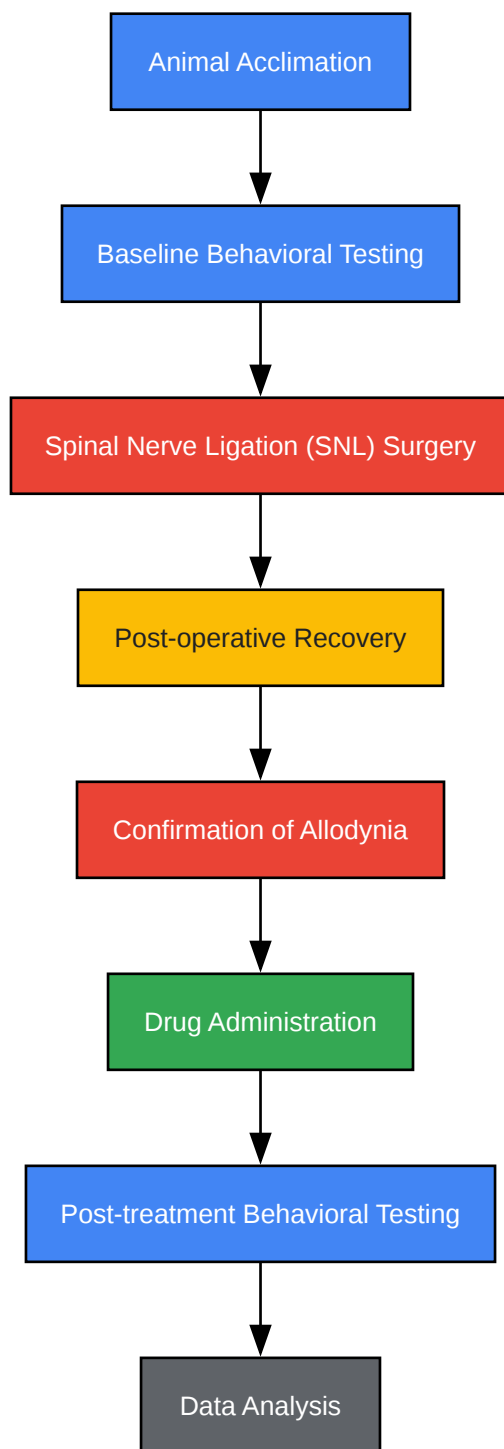 Animal Acclimation
Baseline Behavioral Testing
Spinal Nerve Ligation (SNL) Surgery
Post-operative Recovery
Confirmation of Allodynia
Drug Administration
Post-treatment Behavioral Testing
Data Analysis